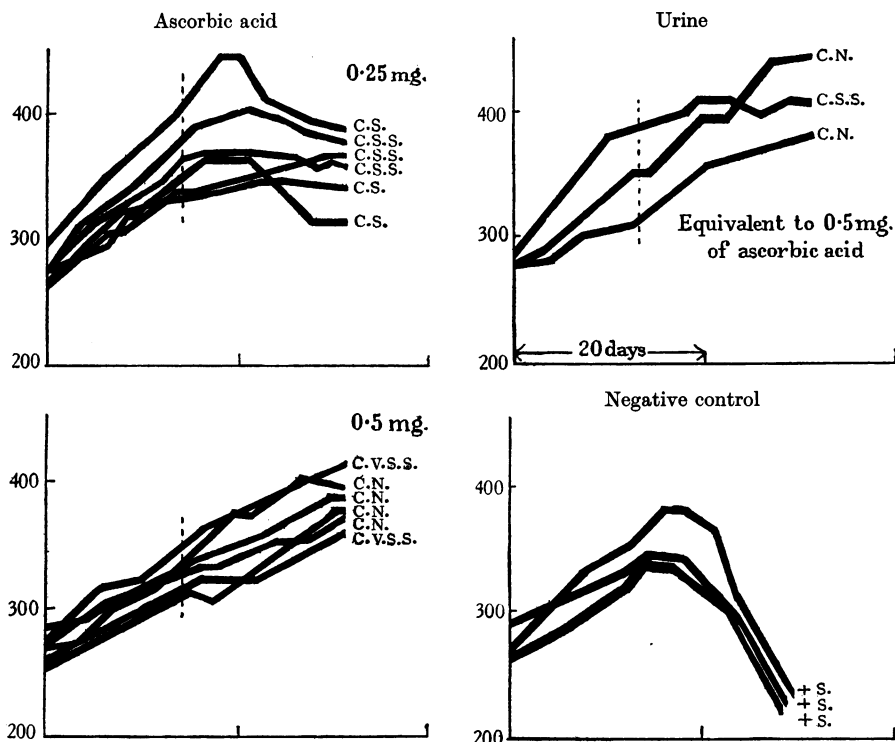 Ascorbic acid
0·25 mg.
400
300
200
C.S.
C.S.S.
C.S.S.
C.S.S.
C.S.
C.S.
Urine
400
300
200
C.N.
C.S.S.
C.N.
Equivalent to 0·5 mg.
of ascorbic acid
20 days
0·5 mg.
400
300
200
C.V.S.S.
C.N.
C.N.
C.N.
C.N.
C.V.S.S.
Negative control
400
300
200
+ S.
+ S.
+ S.